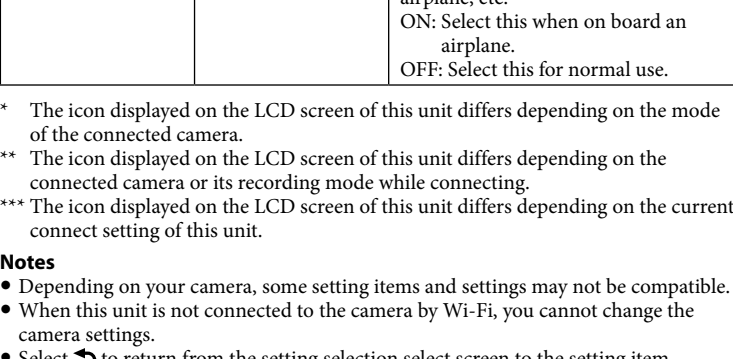 airplane, etc.
ON: Select this when on board an
airplane.
OFF: Select this for normal use.
* The icon displayed on the LCD screen of this unit differs depending on the mode
of the connected camera.
** The icon displayed on the LCD screen of this unit differs depending on the
connected camera or its recording mode while connecting.
*** The icon displayed on the LCD screen of this unit differs depending on the current
connect setting of this unit.
Notes
● Depending on your camera, some setting items and settings may not be compatible.
● When this unit is not connected to the camera by Wi-Fi, you cannot change the
camera settings.
● Select ↰ to return from the setting selection select screen to the setting item